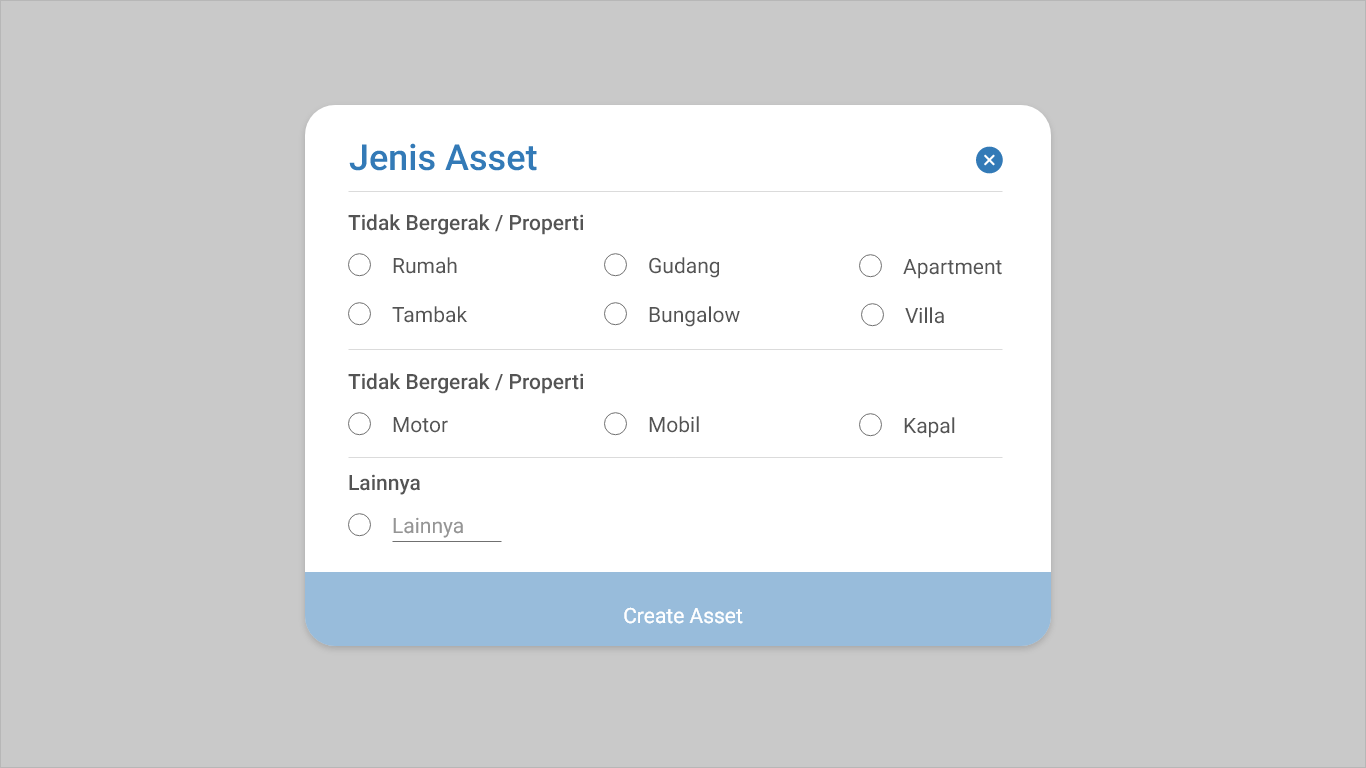 Jenis Asset
Tidak Bergerak / Properti
Rumah Gudang Apartment
Tambak Bungalow Villa
Tidak Bergerak / Properti
Motor Mobil Kapal
Lainnya
Lainnya
Create Asset